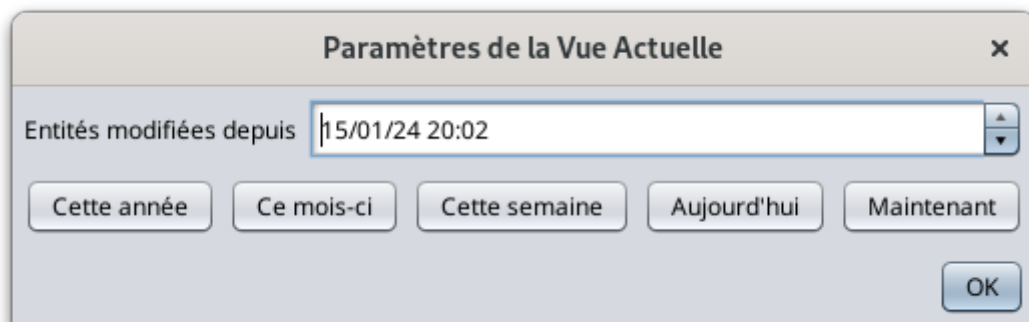 Paramètres de la Vue Actuelle
Entités modifiées depuis 15/01/24 20:02
Cette année Ce mois-ci Cette semaine Aujourd'hui Maintenant
OK